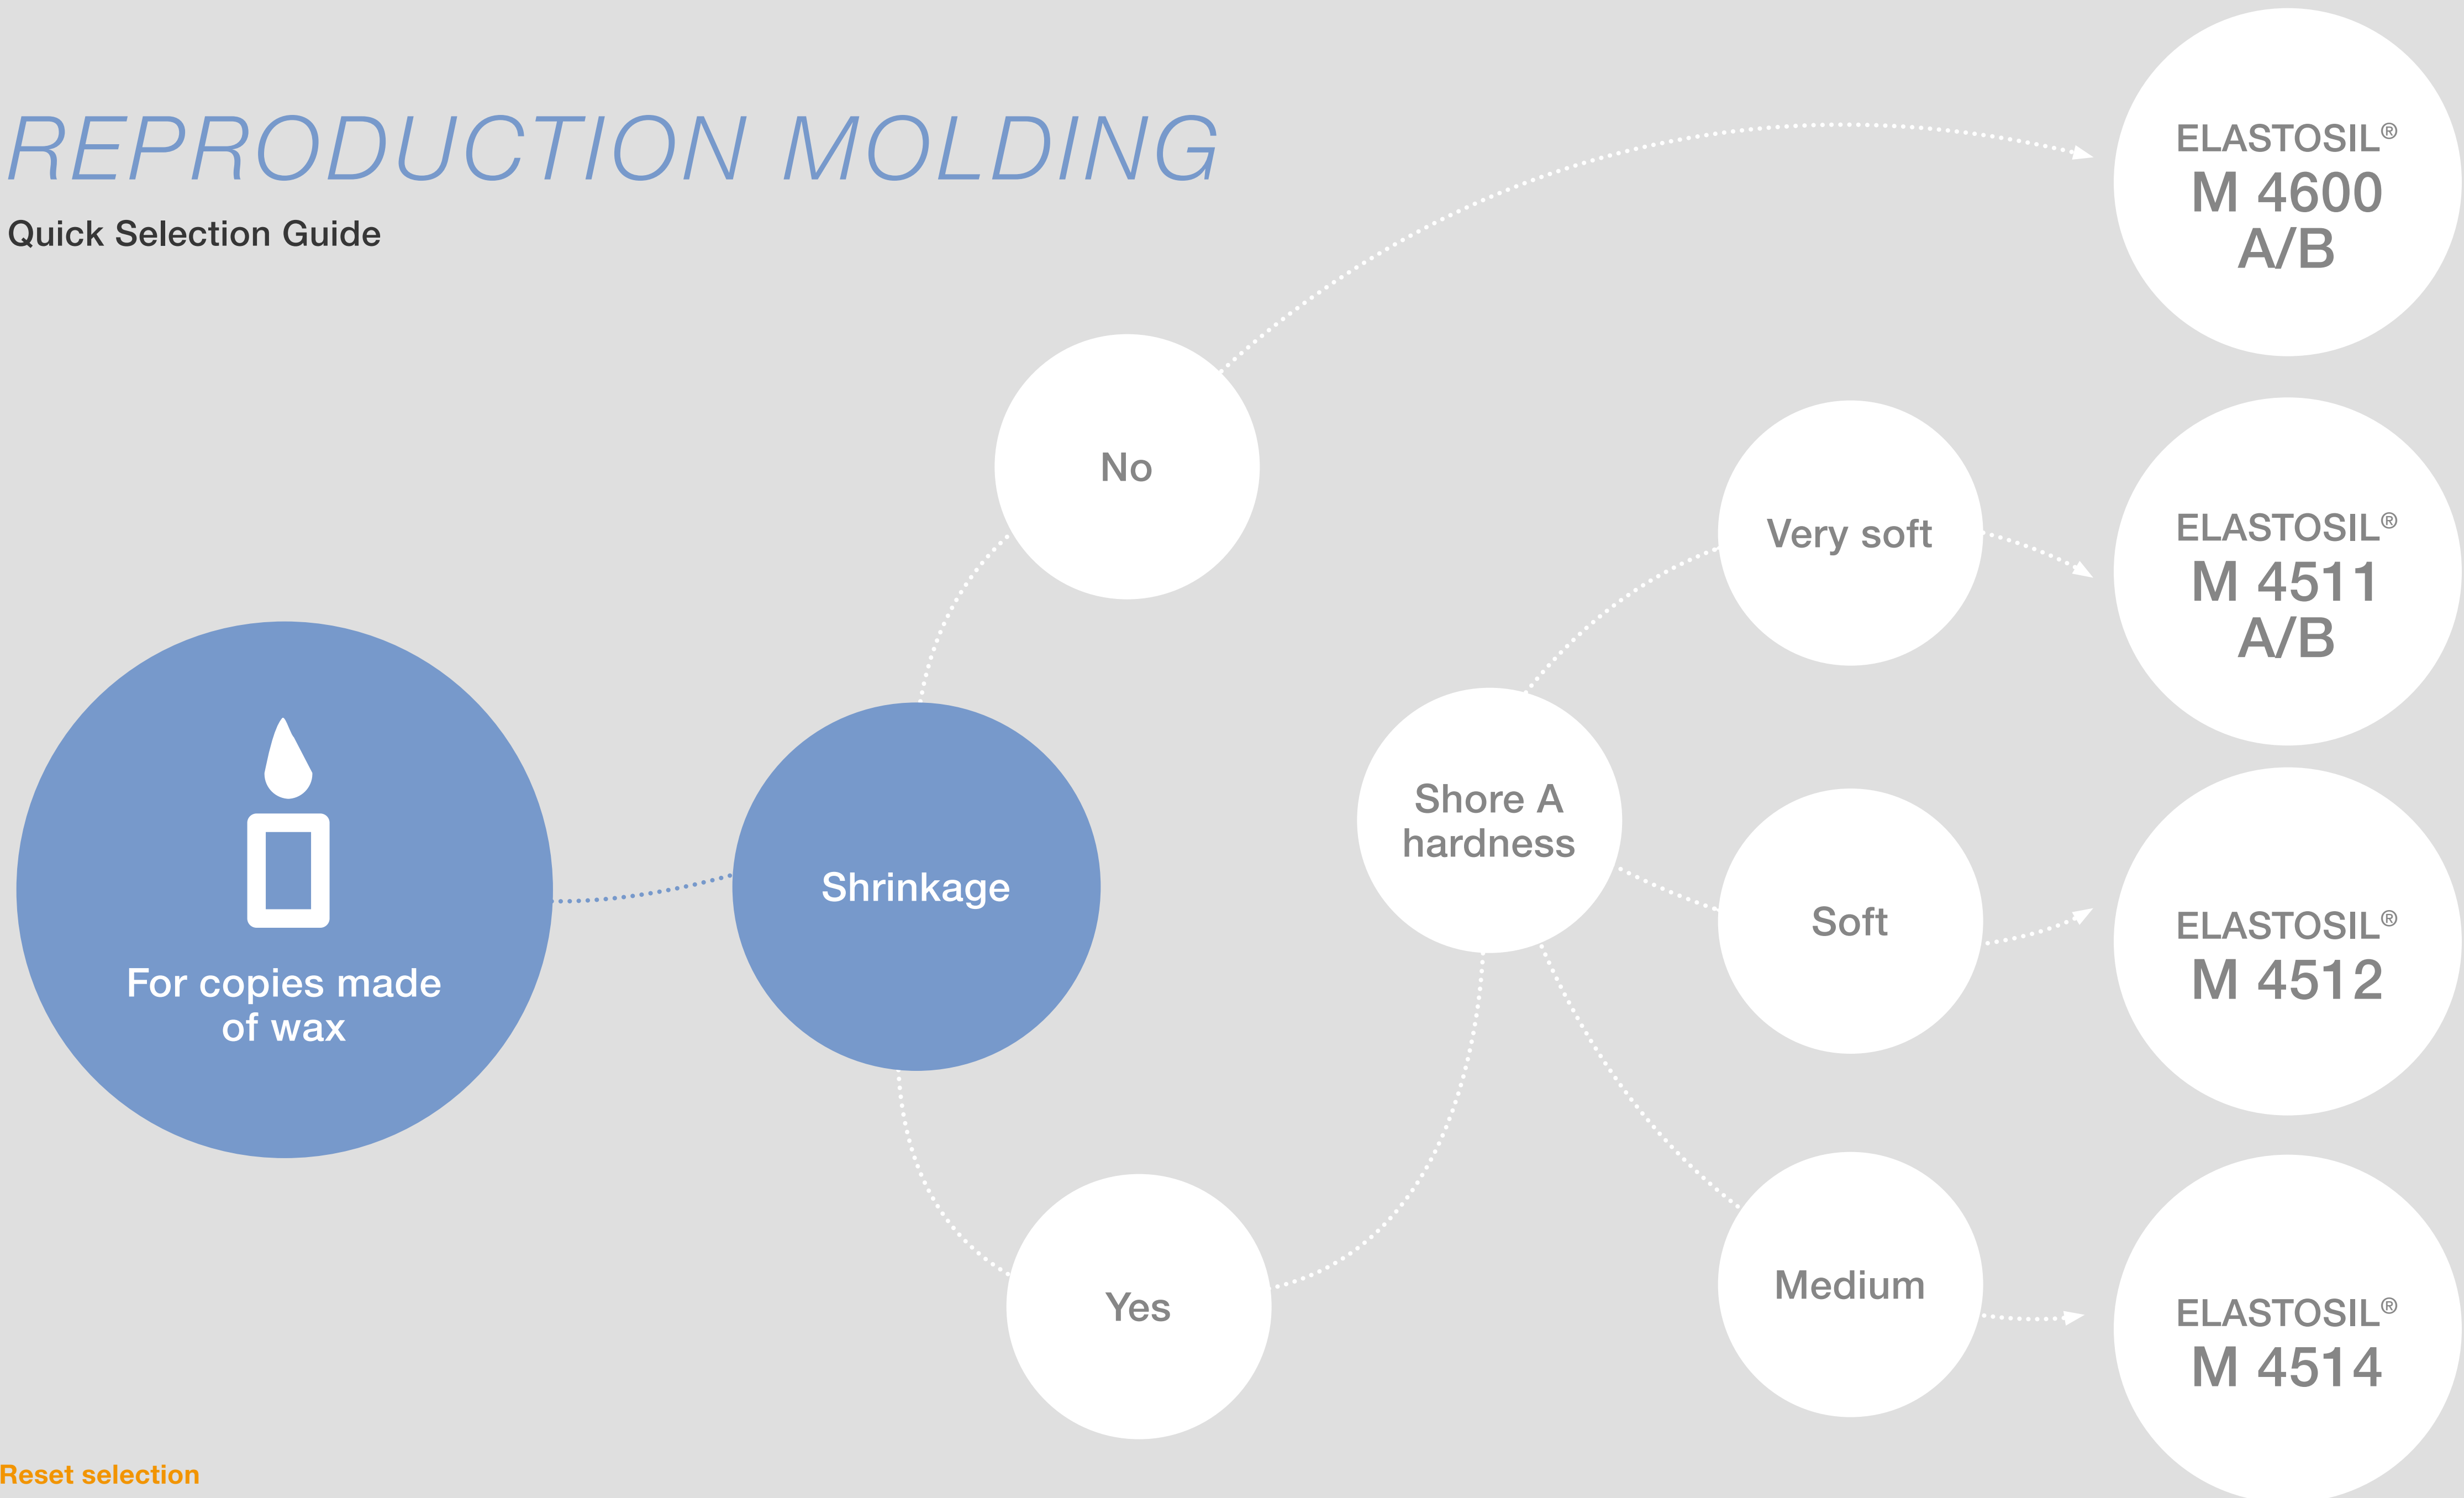 REPRODUCTION MOLDING
Quick Selection Guide
For copies made
of wax
Shrinkage
No
Yes
Shore A
hardness
Very soft
Soft
Medium
ELASTOSIL®
M 4600
A/B
ELASTOSIL®
M 4511
A/B
ELASTOSIL®
M 4512
ELASTOSIL®
M 4514
Reset selection